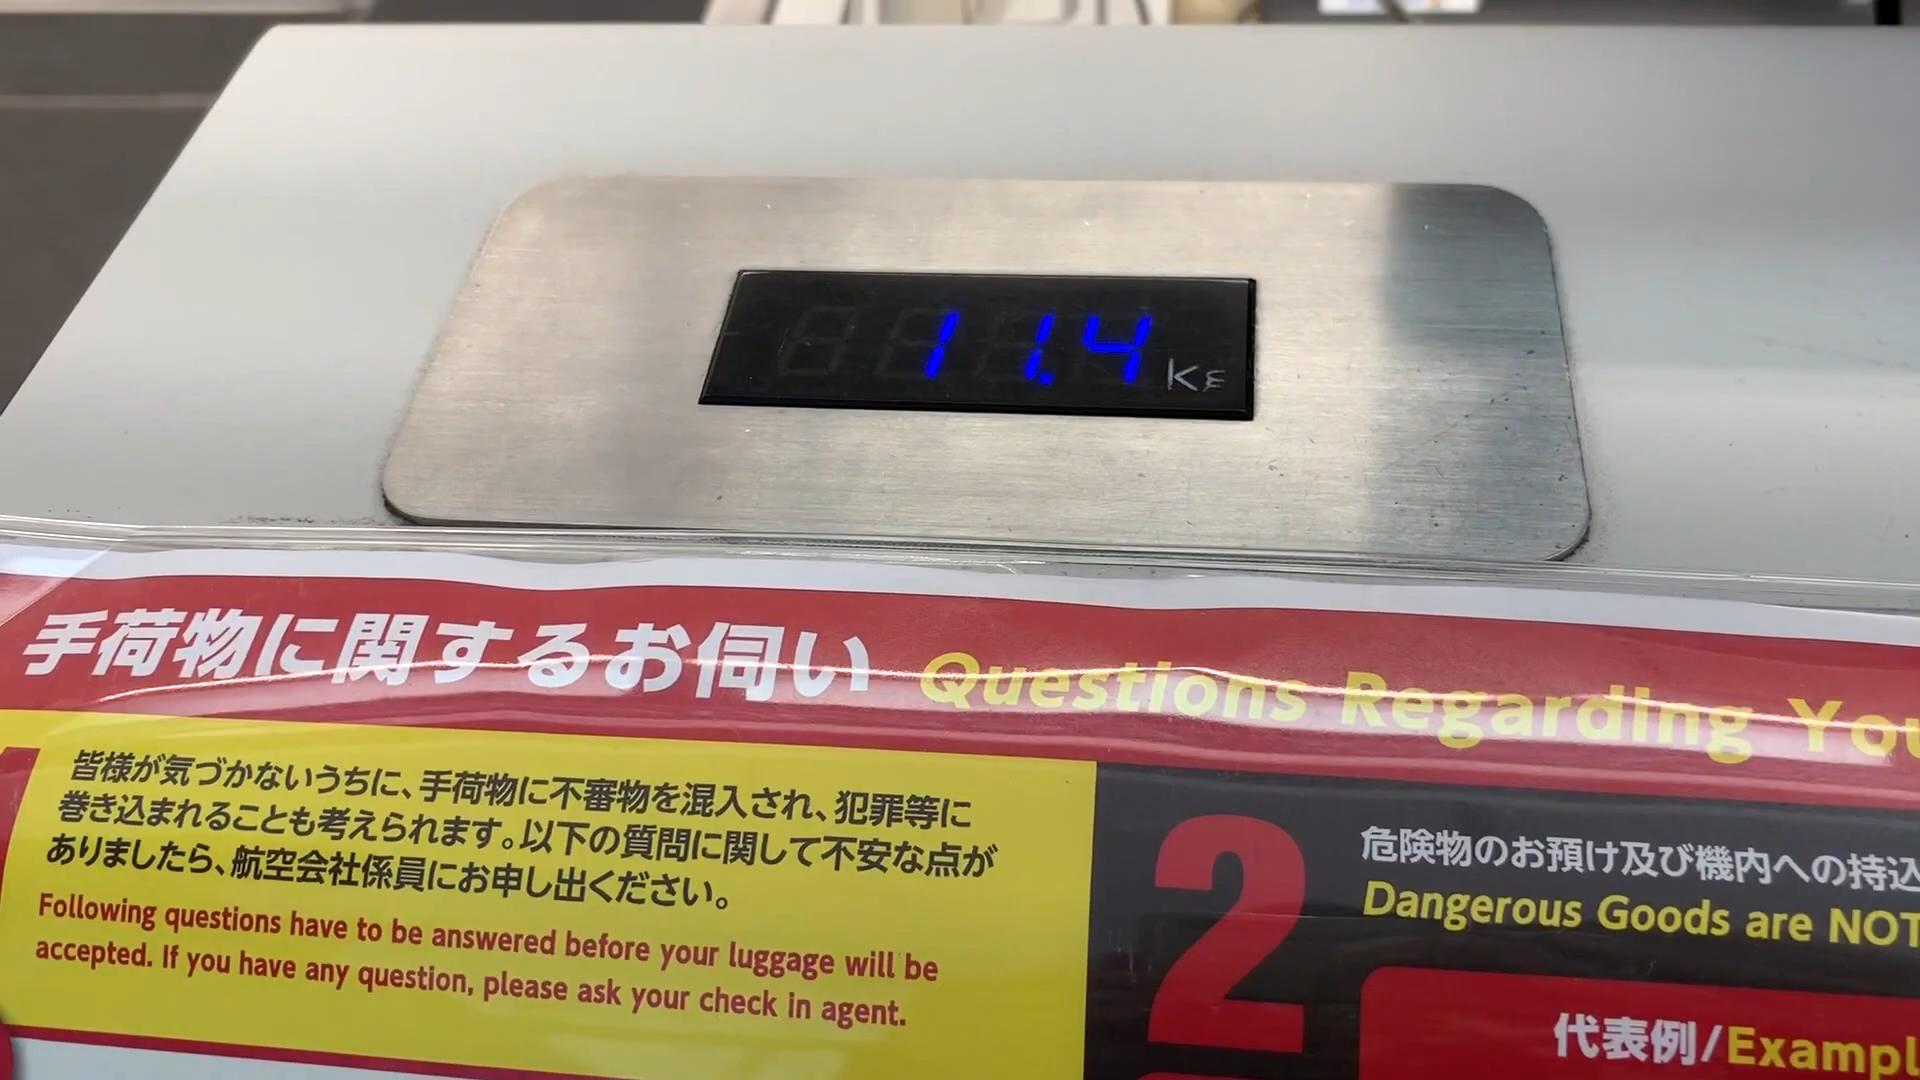 11.4
Kg
手荷物に関するお伺い Questions Regarding
皆様が気づかないうちに、手荷物に不審物を混入され、犯罪等に
巻き込まれることも考えられます。以下の質問に関して不安な点が
ありましたら、航空会社係員にお申し出ください。
Following questions have to be answered before your luggage will be
accepted. If you have any question, please ask your check in agent.
2
危険物のお預け及び機内への持込
Dangerous Goods are NOT
代表例/Exampl